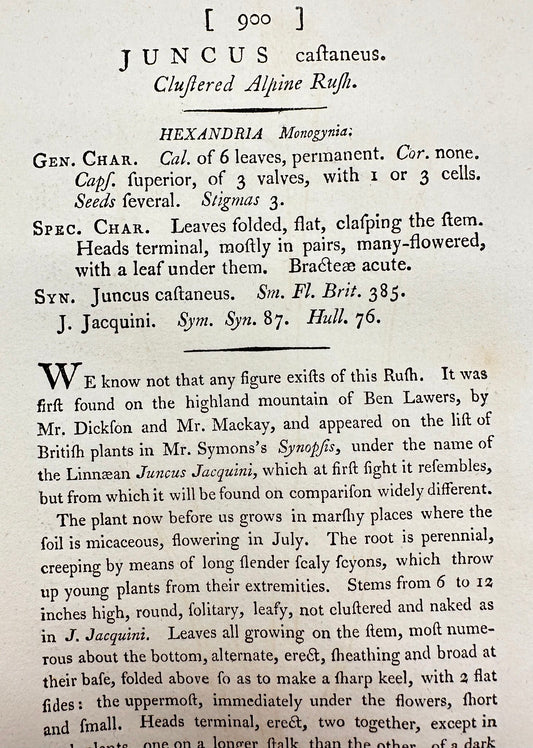 [ 900 ]
JUNCUS caſtaneus.
Cluſtered Alpine Ruſh.
HEXANDRIA Monogynia.
GEN. CHAR. Cal. of 6 leaves, permanent. Cor. none.
Capſ. ſuperior, of 3 valves, with 1 or 3 cells.
Seeds ſeveral. Stigmas 3.
SPEC. CHAR. Leaves folded, flat, claſping the ſtem.
Heads terminal, moſtly in pairs, many-flowered,
with a leaf under them. Bracteæ acute.
SYN. Juncus caſtaneus. Sm. Fl. Brit. 385.
J. Jacquini. Sym. Syn. 87. Hull. 76.
WE know not that any figure exiſts of this Ruſh. It was
firſt found on the highland mountain of Ben Lawers, by
Mr. Dickſon and Mr. Mackay, and appeared on the liſt of
Britiſh plants in Mr. Symons's Synopſis, under the name of
the Linnæan Juncus Jacquini, which at firſt ſight it reſembles,
but from which it will be found on compariſon widely different.
The plant now before us grows in marſhy places where the
ſoil is micaceous, flowering in July. The root is perennial,
creeping by means of long ſlender ſcaly ſcyons, which throw
up young plants from their extremities. Stems from 6 to 12
inches high, round, ſolitary, leafy, not cluſtered and naked as
in J. Jacquini. Leaves all growing on the ſtem, moſt nume-
rous about the bottom, alternate, erect, ſheathing and broad at
their baſe, folded above ſo as to make a ſharp keel, with 2 flat
ſides: the uppermoſt, immediately under the flowers, ſhort
and ſmall. Heads terminal, erect, two together, except in
plants, one on a longer ſtalk than the other, of a dark